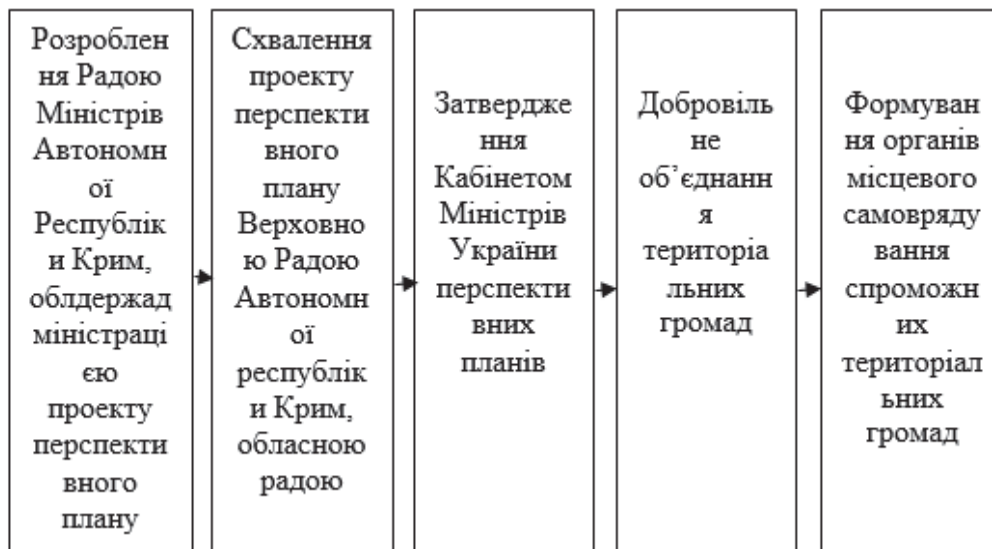 Розроблен
ня Радою
Міністрів
Автономн
ої
Республік
и Крим,
облдержад
міністраці
єю
проекту
перспекти
вного
плану
Схвалення
проекту
перспекти
вного
плану
Верховно
ю Радою
Автономн
ої
республік
и Крим,
обласною
радою
Затвердже
ння
Кабінетом
Міністрів
України
перспекти
вних
планів
Добровіль
не
об’єднанн
я
територіа
льних
громад
Формуван
ня органів
місцевого
самовряду
вання
спроможн
их
територіал
ьних
громад